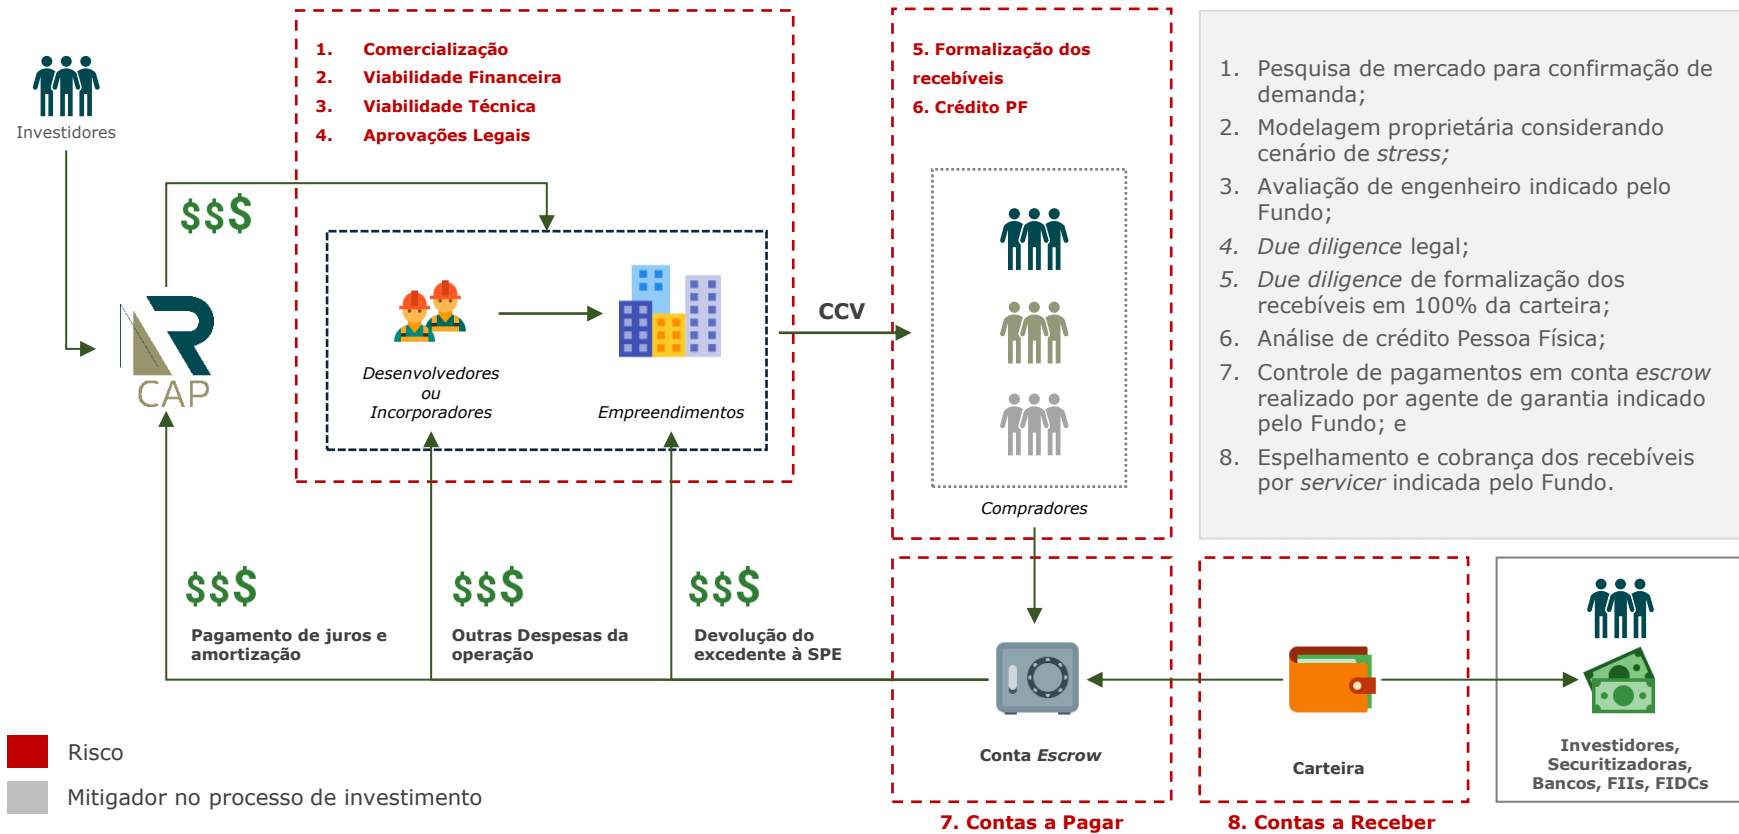 Investidores
1. Comercialização
2. Viabilidade Financeira
3. Viabilidade Técnica
4. Aprovações Legais
5. Formalização dos
recebíveis
6. Crédito PF
1. Pesquisa de mercado para confirmação de
demanda;
2. Modelagem proprietária considerando
cenário de stress;
3. Avaliação de engenheiro indicado pelo
Fundo;
4. Due diligence legal;
5. Due diligence de formalização dos
recebíveis em 100% da carteira;
6. Análise de crédito Pessoa Física;
7. Controle de pagamentos em conta escrow
realizado por agente de garantia indicado
pelo Fundo; e
8. Espelhamento e cobrança dos recebíveis
por servicer indicada pelo Fundo.
$$$
R
CAP
Desenvolvedores
ou
Incorporadores
Empreendimentos
CCV
Compradores
$$$
Pagamento de juros e
amortização
$$$
Outras Despesas da
operação
$$$
Devolução do
excedente à SPE
Conta Escrow
Carteira
Investidores,
Securitizadoras,
Bancos, FIIs, FIDCs
7. Contas a Pagar
8. Contas a Receber
Risco
Mitigador no processo de investimento